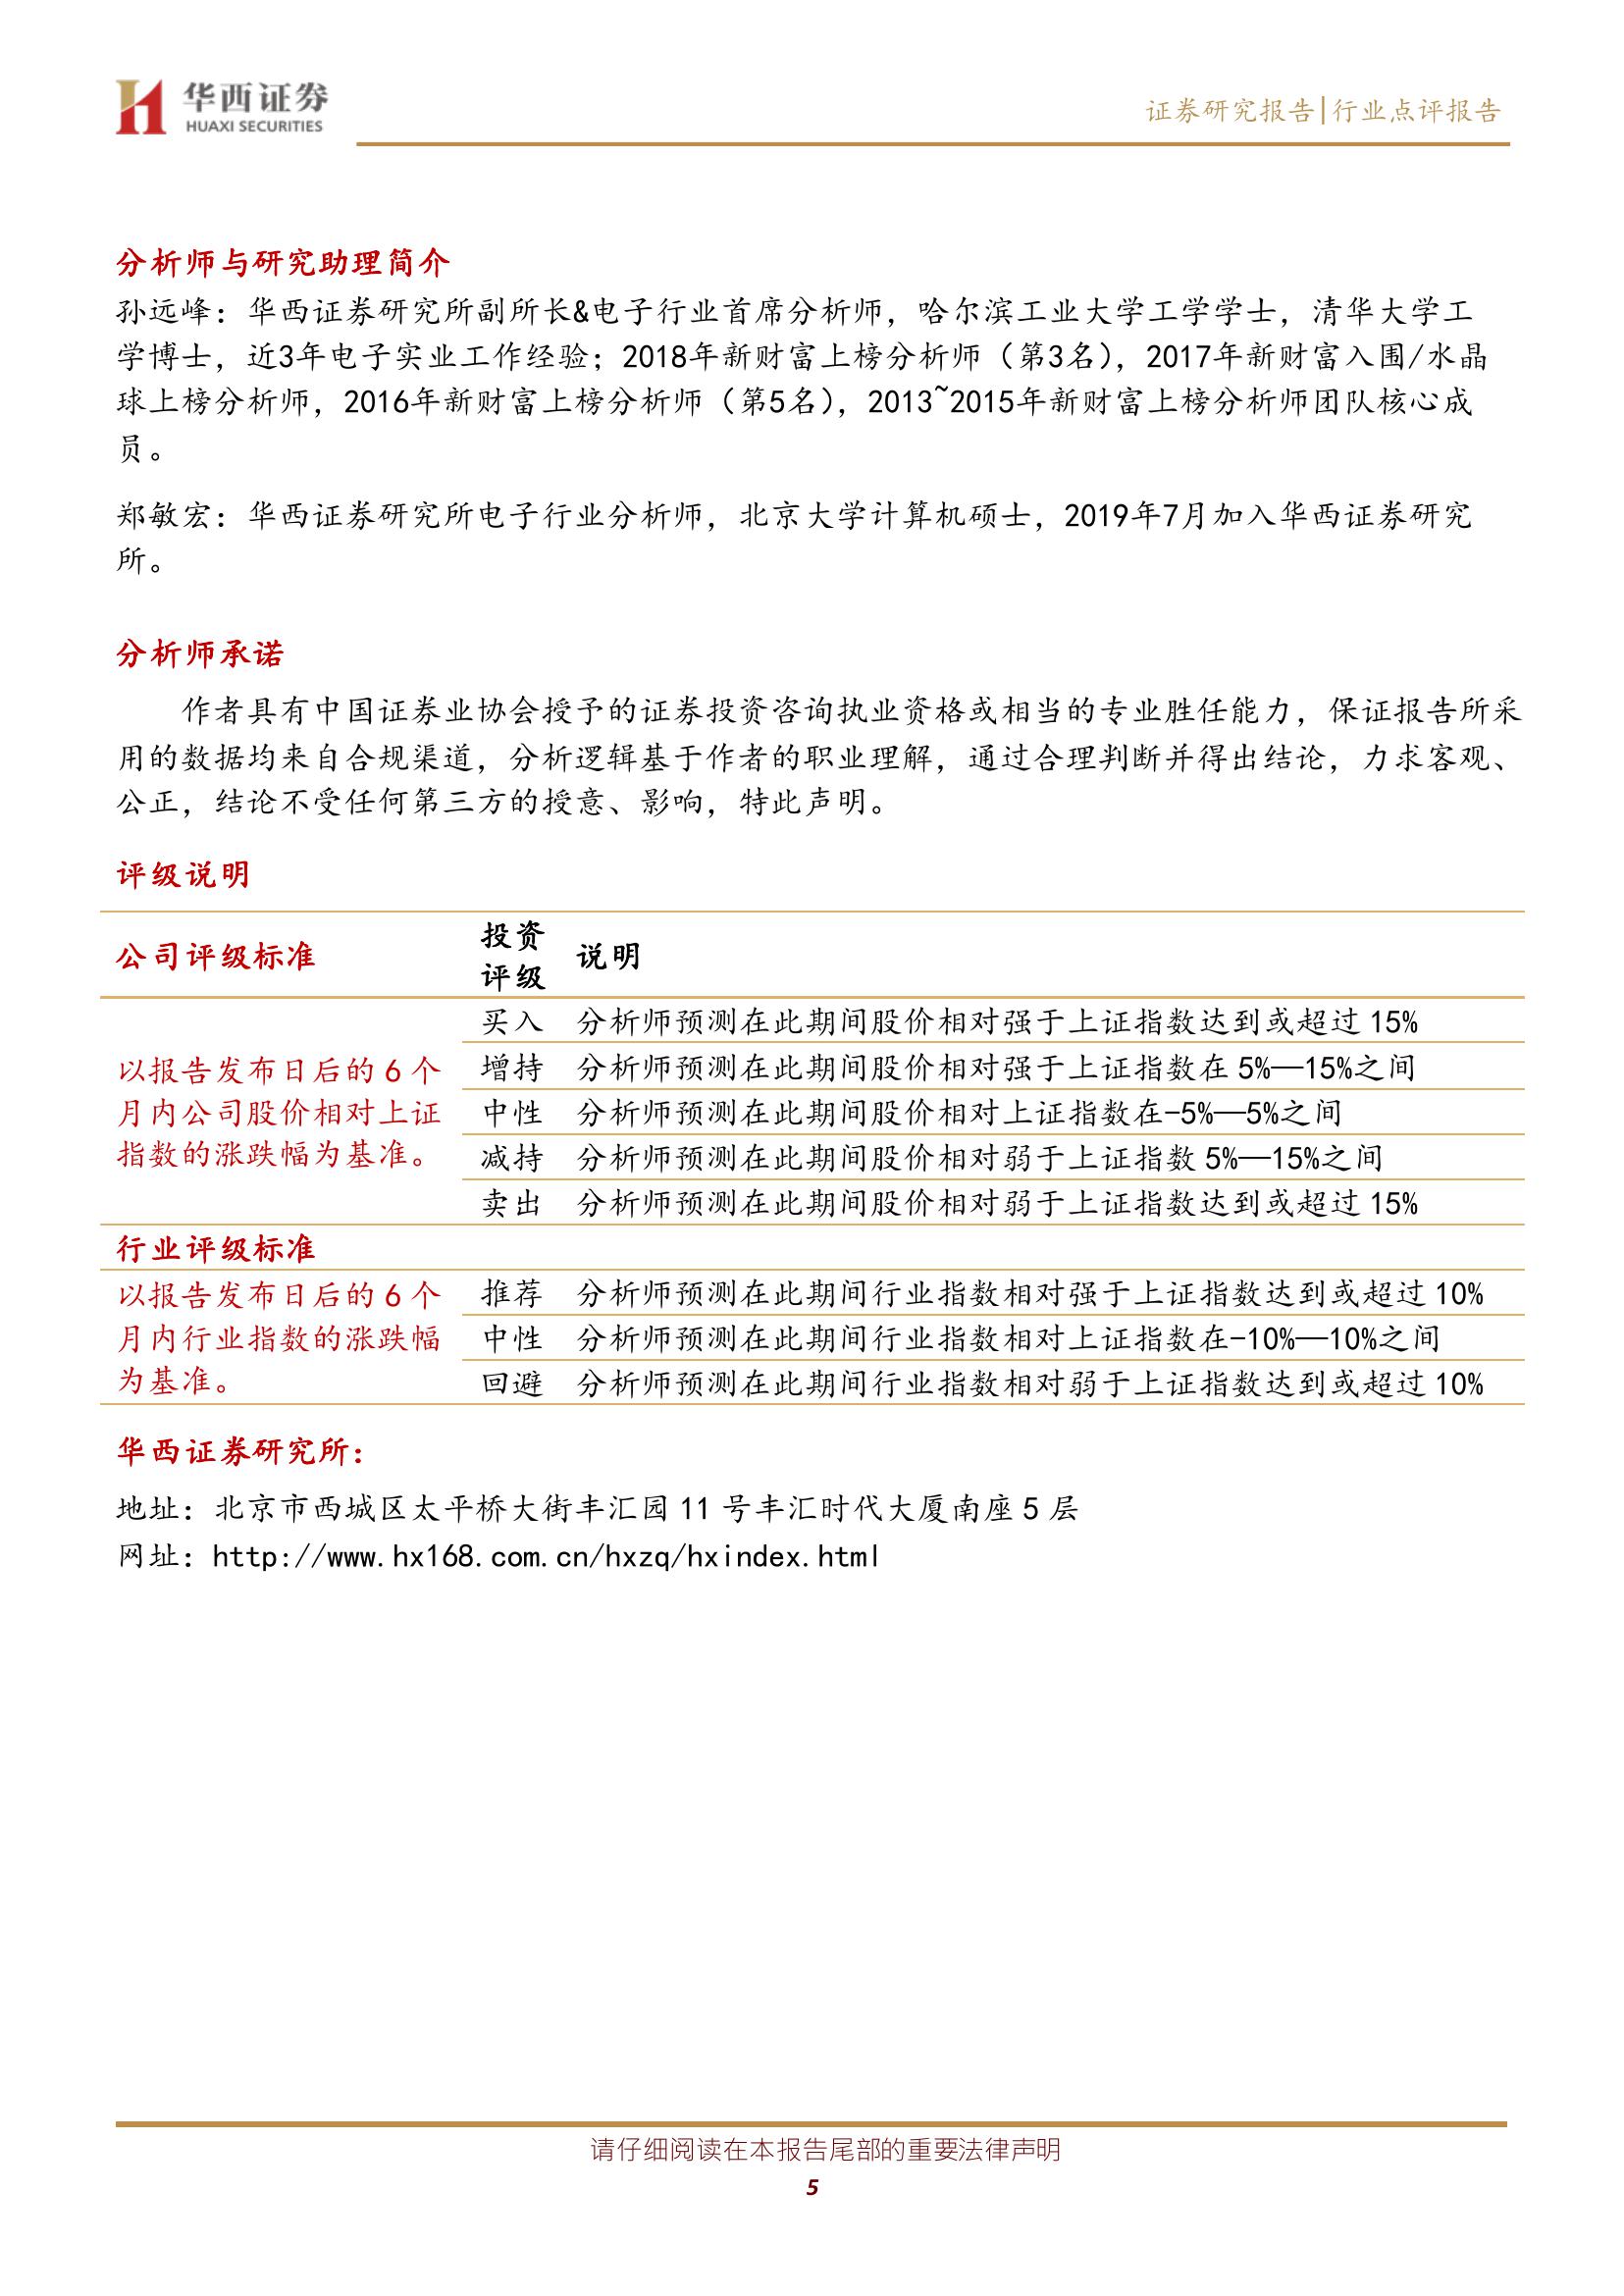 华西证券
HUAXI SECURITIES
证券研究报告|行业点评报告
分析师与研究助理简介
孙远峰：华西证券研究所副所长&电子行业首席分析师，哈尔滨工业大学工学学士，清华大学工
学博士，近3年电子实业工作经验；2018年新财富上榜分析师（第3名），2017年新财富入围/水晶
球上榜分析师，2016年新财富上榜分析师（第5名），2013~2015年新财富上榜分析师团队核心成
员。
郑敏宏：华西证券研究所电子行业分析师，北京大学计算机硕士，2019年7月加入华西证券研究
所。
分析师承诺
作者具有中国证券业协会授予的证券投资咨询执业资格或相当的专业胜任能力，保证报告所采
用的数据均来自合规渠道，分析逻辑基于作者的职业理解，通过合理判断并得出结论，力求客观、
公正，结论不受任何第三方的授意、影响，特此声明。
评级说明
公司评级标准
投资
评级
说明
以报告发布日后的 6 个
月内公司股价相对上证
指数的涨跌幅为基准。
买入 分析师预测在此期间股价相对强于上证指数达到或超过 15%
增持 分析师预测在此期间股价相对强于上证指数在 5%—15%之间
中性 分析师预测在此期间股价相对上证指数在-5%—5%之间
减持 分析师预测在此期间股价相对弱于上证指数 5%—15%之间
卖出 分析师预测在此期间股价相对弱于上证指数达到或超过 15%
行业评级标准
以报告发布日后的 6 个
月内行业指数的涨跌幅
为基准。
推荐 分析师预测在此期间行业指数相对强于上证指数达到或超过 10%
中性 分析师预测在此期间行业指数相对上证指数在-10%—10%之间
回避 分析师预测在此期间行业指数相对弱于上证指数达到或超过 10%
华西证券研究所：
地址：北京市西城区太平桥大街丰汇园 11 号丰汇时代大厦南座 5 层
网址：http://www.hx168.com.cn/hxzq/hxindex.html
请仔细阅读在本报告尾部的重要法律声明
5